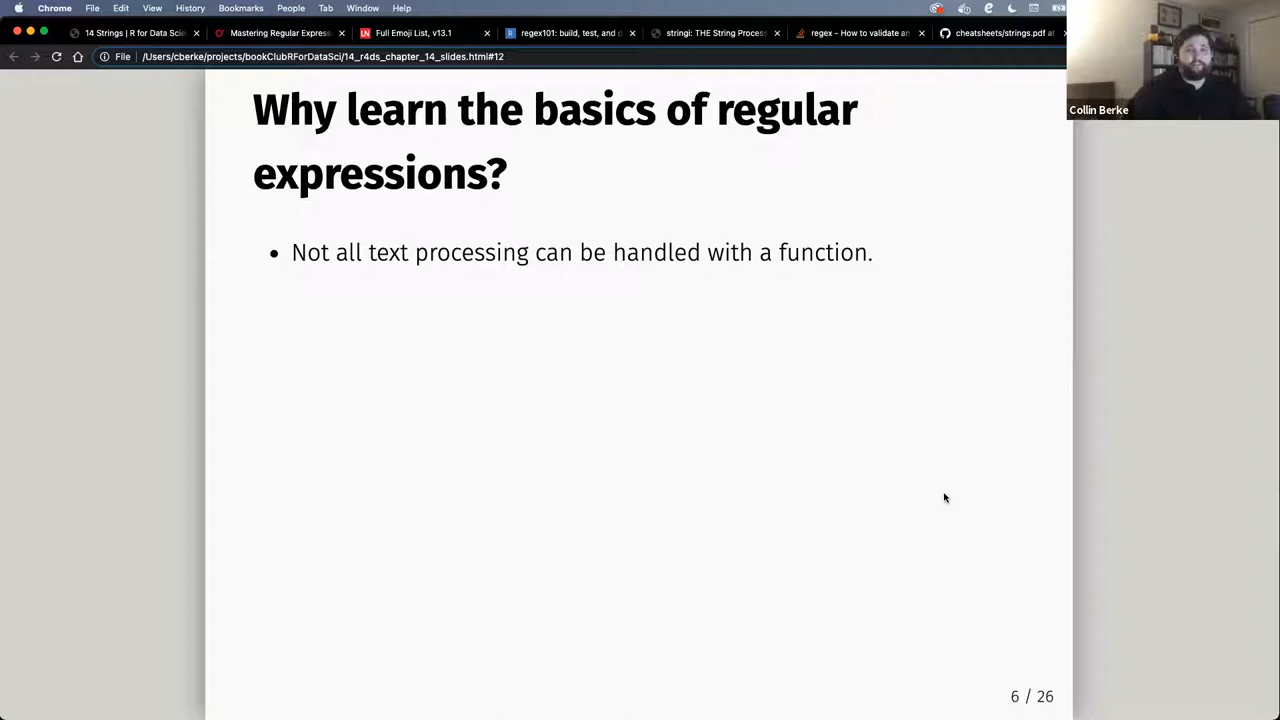 Chrome File Edit View History Bookmarks People Tab Window Help
14 Strings | R for Data Scien
Mastering Regular Express
Full Emoji List, v13.1
regex101: build, test, and d
stringi: THE String Process
regex - How to validate an
cheatsheets/strings.pdf at
File /Users/cberke/projects/bookClubRForDataSci/14_r4ds_chapter_14_slides.html#12
Collin Berke
Why learn the basics of regular
expressions?
• Not all text processing can be handled with a function.
6 / 26